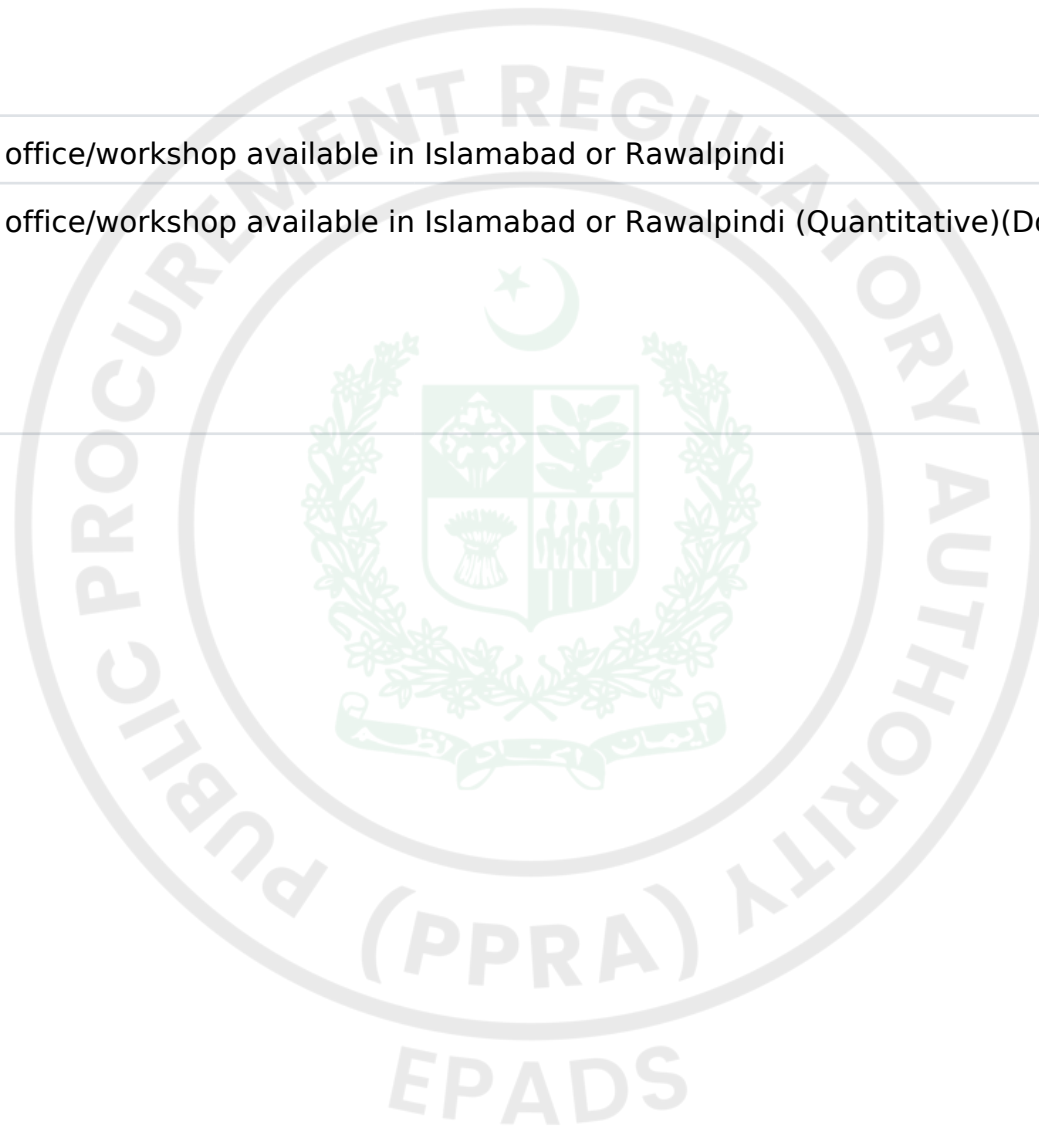 office/workshop available in Islamabad or Rawalpindi
office/workshop available in Islamabad or Rawalpindi (Quantitative)(De
PUBLIC PROCUREMENT REGULATORY AUTHORITY
(PPRA)
EPADS